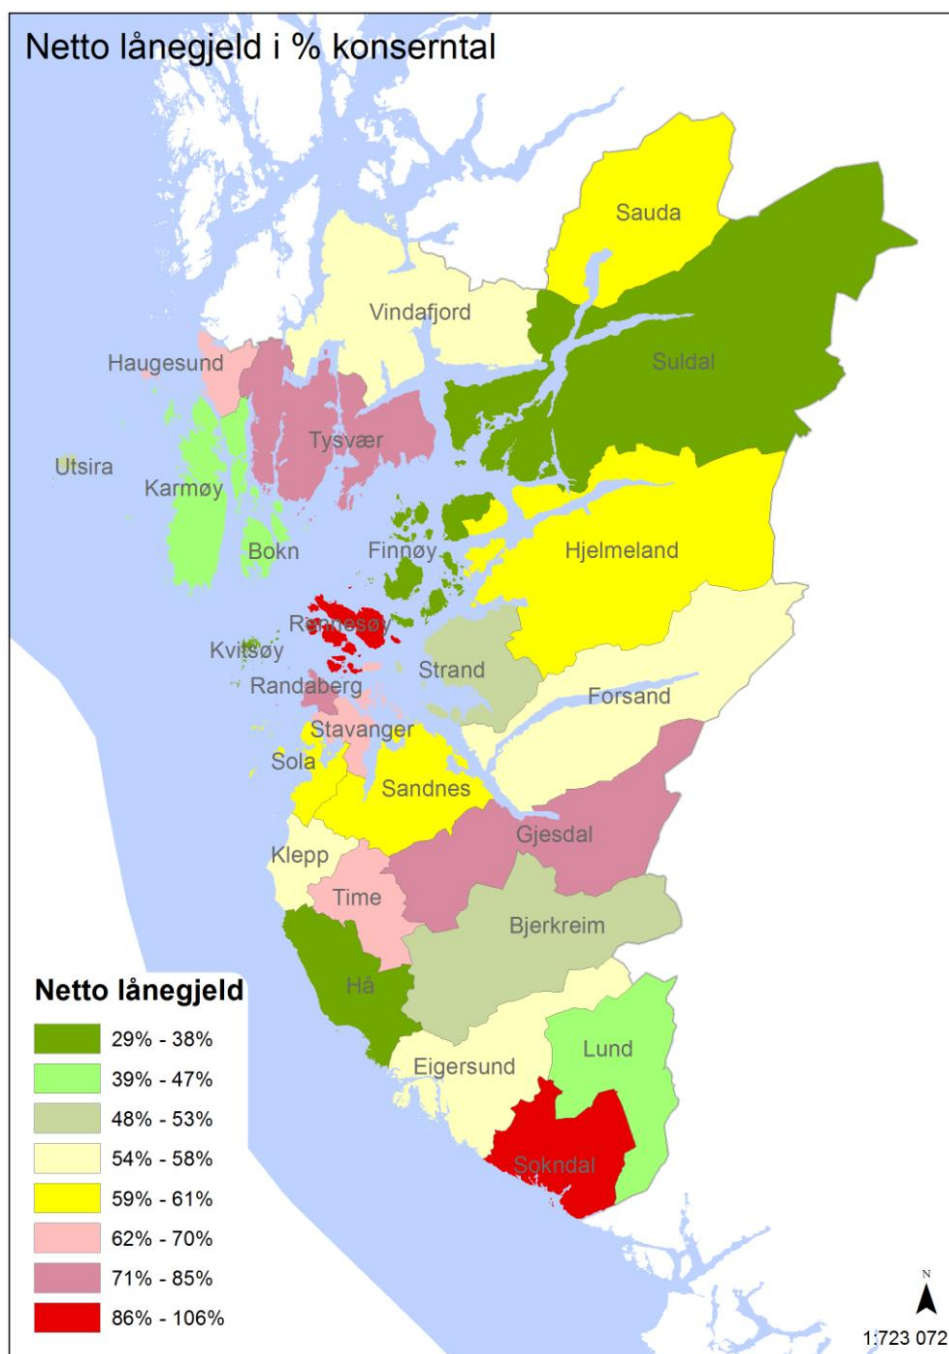 Netto lånegjeld i % konserntal
Sauda
Vindafjord
Suldal
Haugesund
Tysvær
Utsira
Karmøy
Bokn
Finnøy
Hjelmeland
Rennesøy
Kvitsøy
Strand
Randaberg
Forsand
Stavanger
Sola
Sandnes
Gjesdal
Klepp
Time
Bjerkreim
Hå
Lund
Eigersund
Sokndal
Netto lånegjeld
29% - 38%
39% - 47%
48% - 53%
54% - 58%
59% - 61%
62% - 70%
71% - 85%
86% - 106%
N
1:723 072